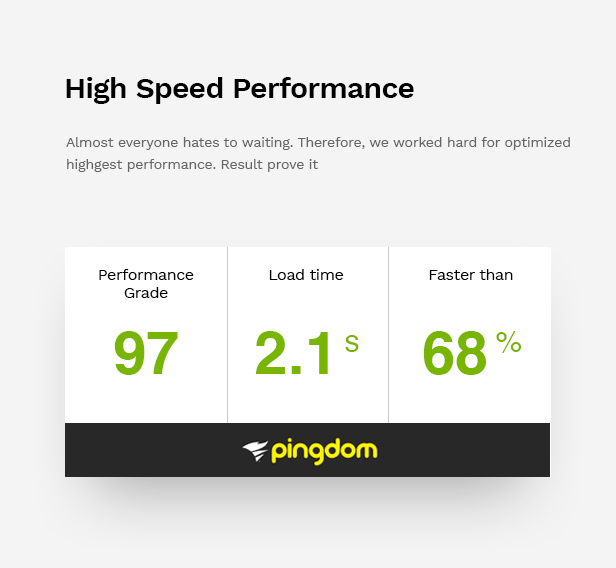 High Speed Performance
Almost everyone hates to waiting. Therefore, we worked hard for optimized
highgest performance. Result prove it
Performance
Grade
97
Load time
2.1 s
Faster than
68 %
pingdom